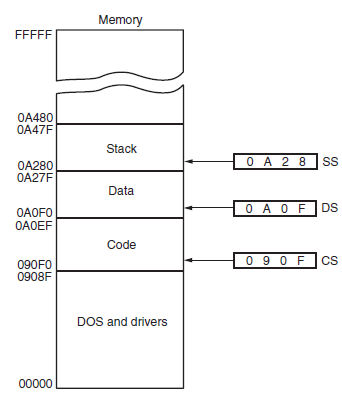 Memory
FFFFF
0A480
0A47F
Stack
0 A 2 8 SS
0A280
0A27F
Data
0 A 0 F DS
0A0F0
0A0EF
Code
0 9 0 F CS
090F0
0908F
DOS and drivers
00000